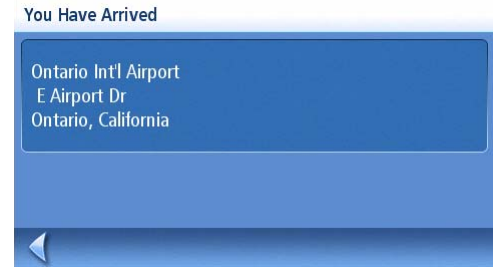 You Have Arrived
Ontario Int'l Airport
E Airport Dr
Ontario, California